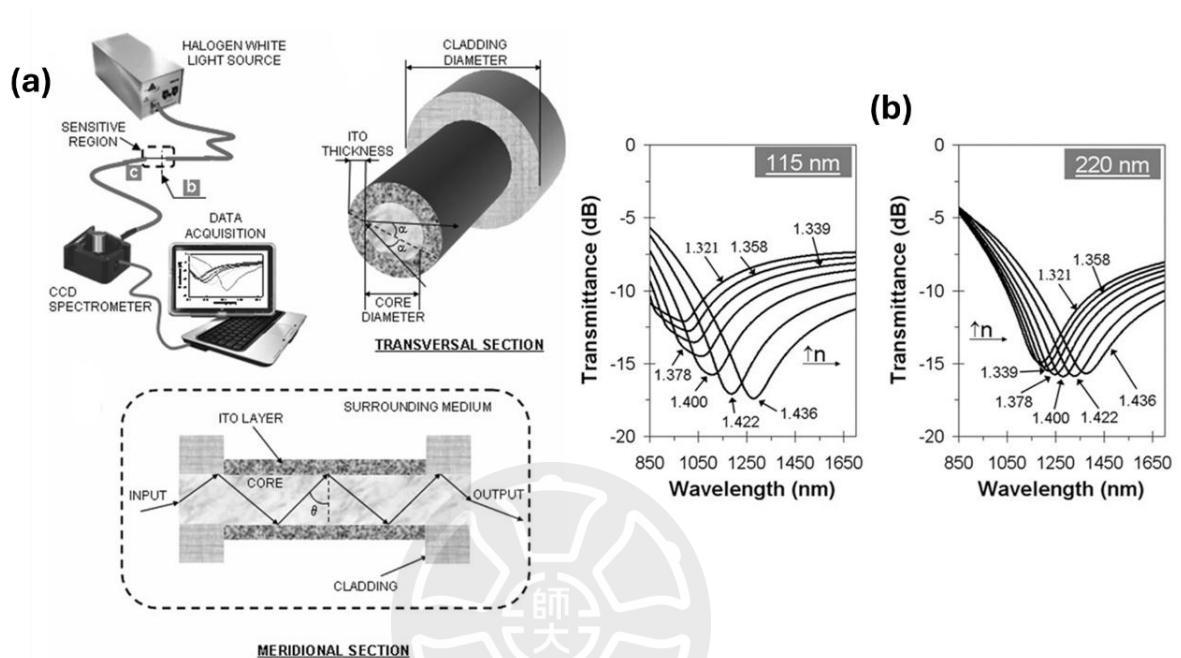 (a)
HALOGEN WHITE
LIGHT SOURCE
SENSITIVE
REGION
c
b
DATA
ACQUISITION
CCD
SPECTROMETER
CLADDING
DIAMETER
ITO
THICKNESS
α
α
CORE
DIAMETER
TRANSVERSAL SECTION
SURROUNDING MEDIUM
ITO LAYER
CORE
INPUT
θ
OUTPUT
CLADDING
MERIDIONAL SECTION
(b)
115 nm
Transmittance (dB)
0
-5
-10
-15
-20
1.321
1.358
1.339
1.378
1.400
1.422
1.436
↑n
850 1050 1250 1450 1650
Wavelength (nm)
220 nm
Transmittance (dB)
0
-5
-10
-15
-20
1.321
1.358
↑n
1.339
1.378
1.400
1.422
1.436
850 1050 1250 1450 1650
Wavelength (nm)
師
大